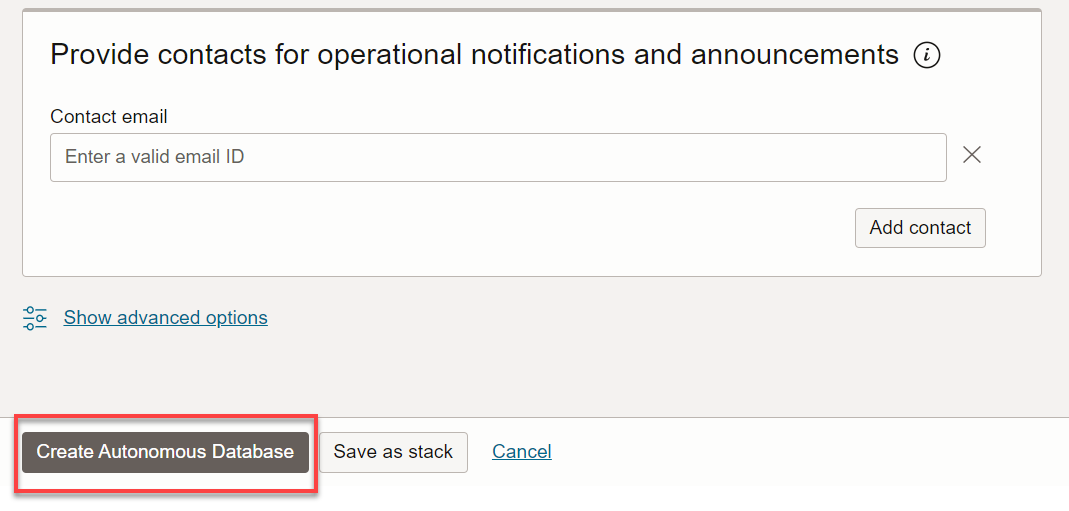 Provide contacts for operational notifications and announcements
Contact email
Enter a valid email ID
Add contact
Show advanced options
Create Autonomous Database
Save as stack
Cancel